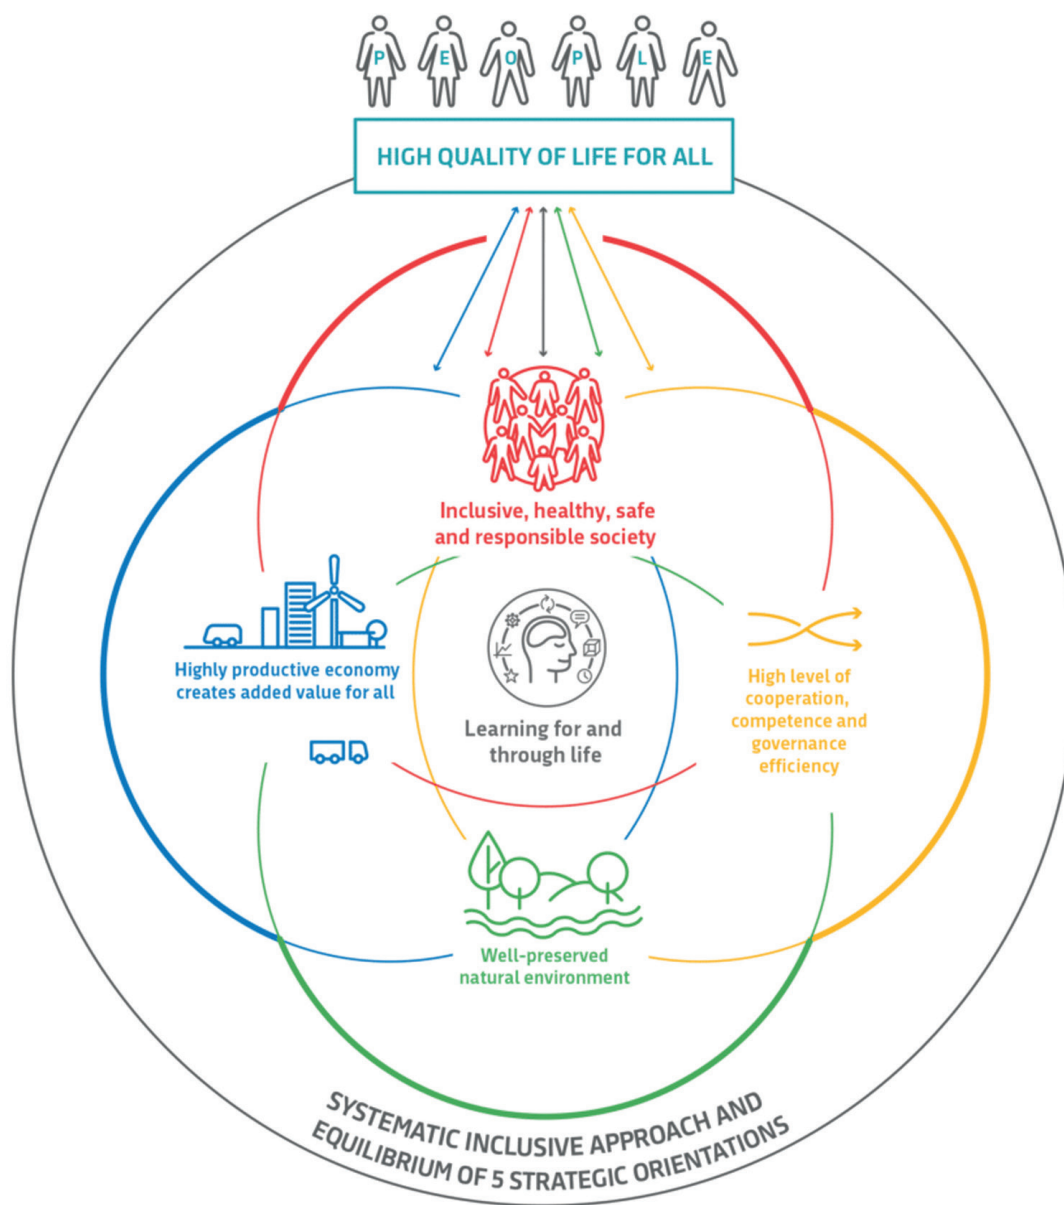 PEOPLE
HIGH QUALITY OF LIFE FOR ALL
Inclusive, healthy, safe
and responsible society
Highly productive economy
creates added value for all
Learning for and
through life
High level of
cooperation,
competence and
governance
efficiency
Well-preserved
natural environment
SYSTEMATIC INCLUSIVE APPROACH AND
EQUILIBRIUM OF 5 STRATEGIC ORIENTATIONS